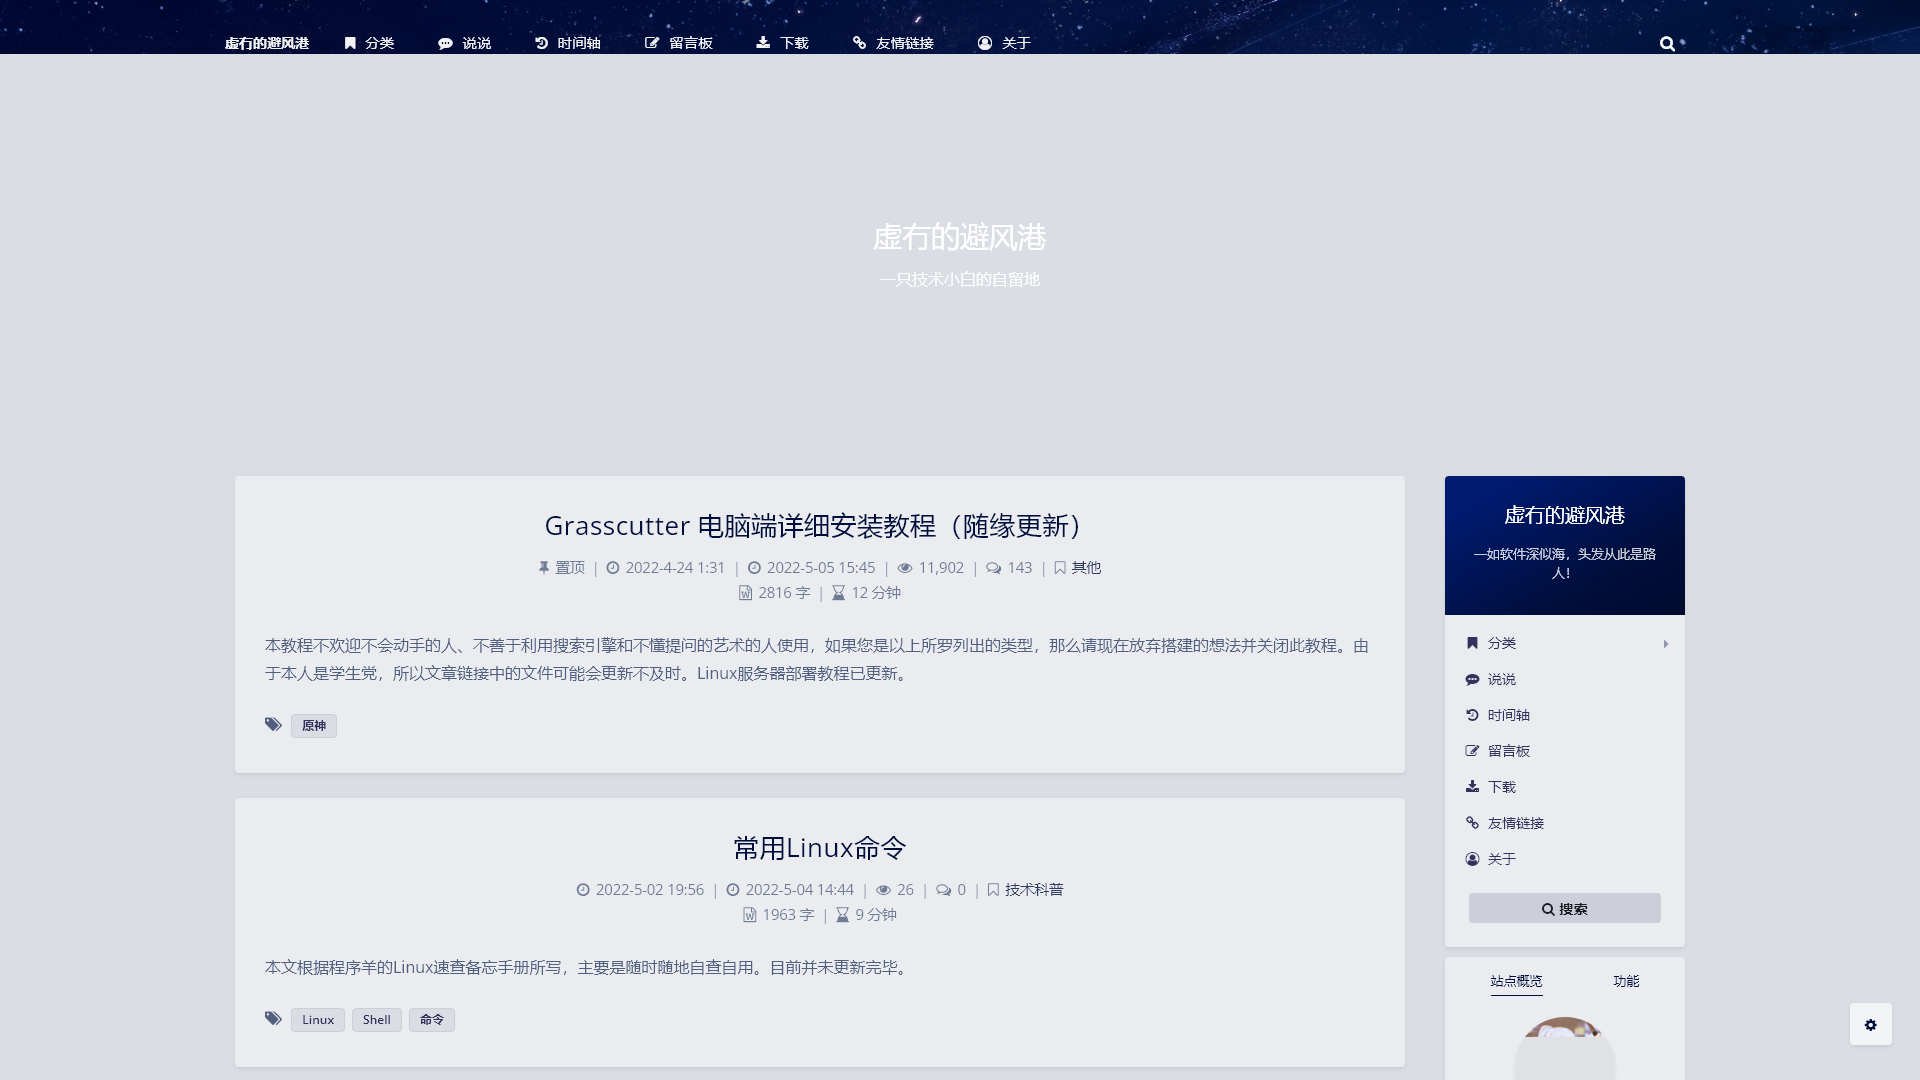 虚冇的避风港 分类 说说 时间轴 留言板 下载 友情链接 关于
虚冇的避风港
一只技术小白的自留地
Grasscutter 电脑端详细安装教程（随缘更新）
置顶 | 2022-4-24 1:31 | 2022-5-05 15:45 | 11,902 | 143 | 其他
2816 字 | 12 分钟
本教程不欢迎不会动手的人、不善于利用搜索引擎和不懂提问的艺术的人使用，如果您是以上所罗列出的类型，那么请现在放弃搭建的想法并关闭此教程。由
于本人是学生党，所以文章链接中的文件可能会更新不及时。Linux服务器部署教程已更新。
原神
常用Linux命令
2022-5-02 19:56 | 2022-5-04 14:44 | 26 | 0 | 技术科普
1963 字 | 9 分钟
本文根据程序羊的Linux速查备忘手册所写，主要是随时随地自查自用。目前并未更新完毕。
Linux Shell 命令
虚冇的避风港
一如软件深似海，头发从此是路
人！
分类
说说
时间轴
留言板
下载
友情链接
关于
搜索
站点概览 功能